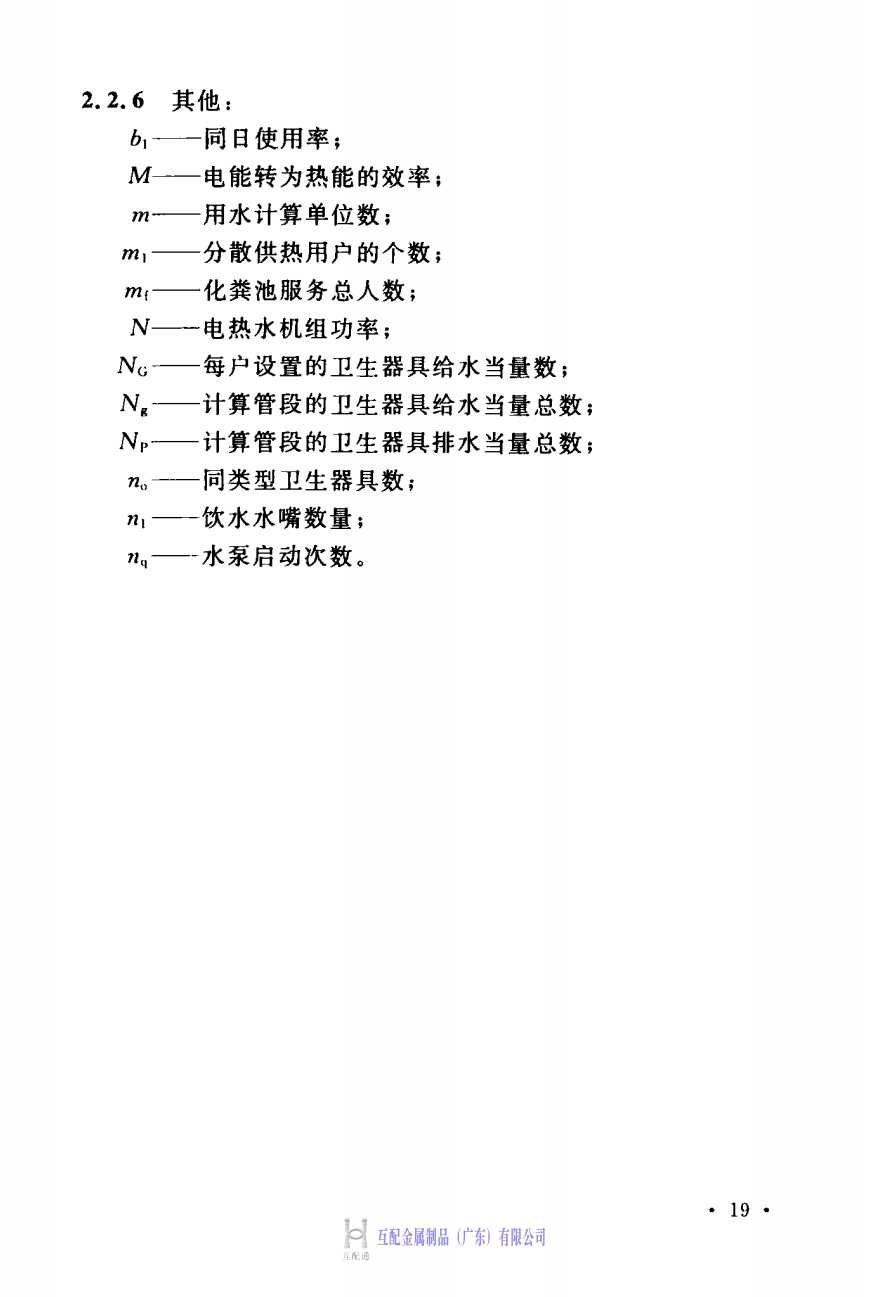 2.2.6 其他：
b₁——同日使用率；
M——电能转为热能的效率；
m——用水计算单位数；
m₁——分散供热用户的个数；
m_f——化粪池服务总人数；
N——电热水机组功率；
N_G——每户设置的卫生器具给水当量数；
N_g——计算管段的卫生器具给水当量总数；
N_P——计算管段的卫生器具排水当量总数；
n₀——同类型卫生器具数；
n₁——饮水水嘴数量；
n_q——水泵启动次数。
· 19 ·
互配金属制品（广东）有限公司
互配通